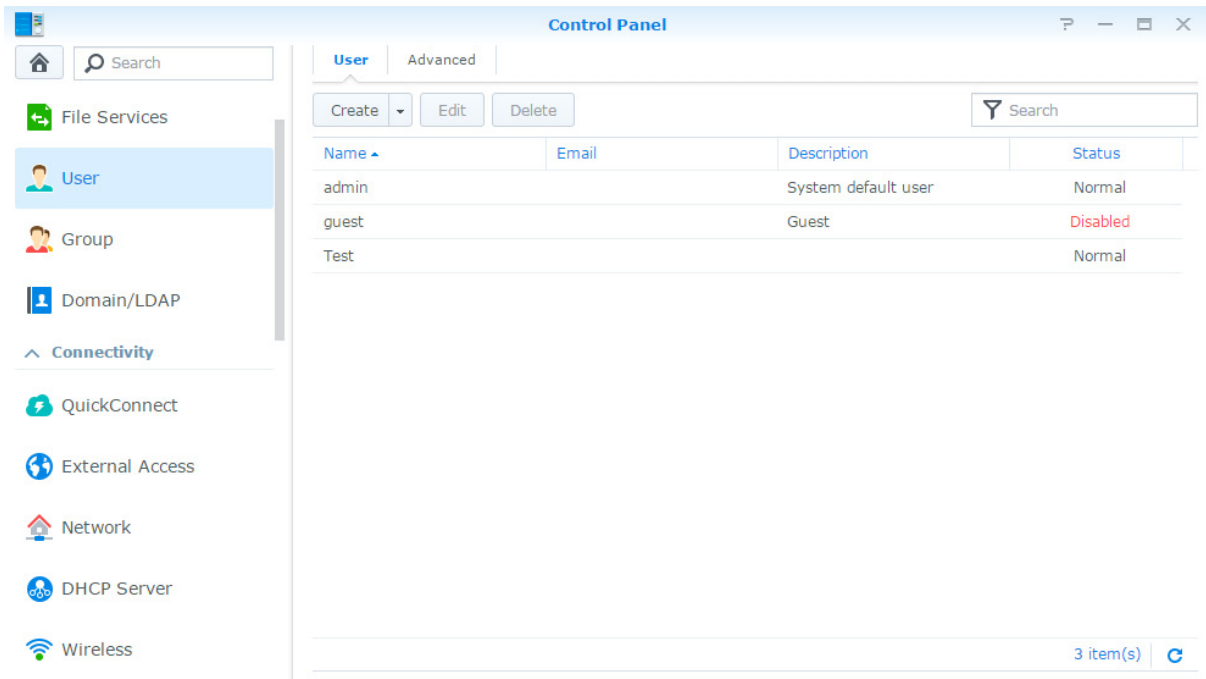 Control Panel
Search
User Advanced
File Services
Create Edit Delete Search
Name Email Description Status
User
admin System default user Normal
guest Guest Disabled
Group
Test Normal
Domain/LDAP
Connectivity
QuickConnect
External Access
Network
DHCP Server
Wireless
3 item(s)